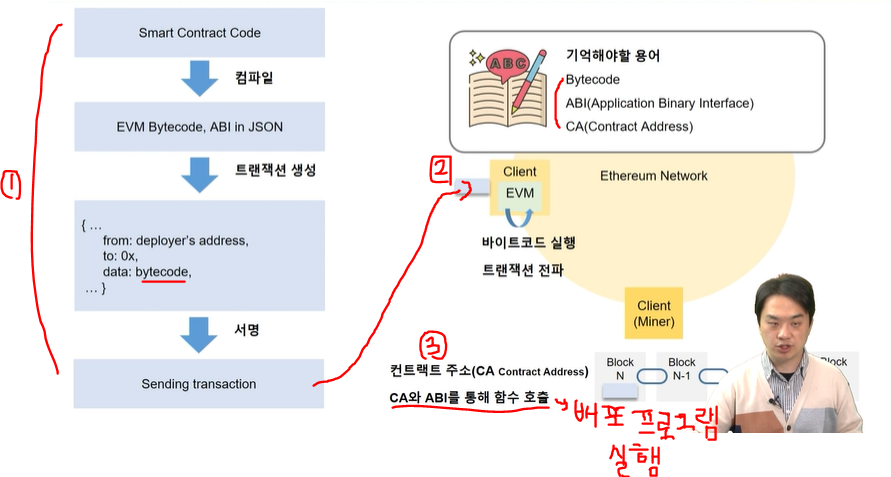 ①
Smart Contract Code
컴파일
EVM Bytecode, ABI in JSON
트랜잭션 생성
{ …
from: deployer's address,
to: 0x,
data: bytecode,
… }
서명
Sending transaction
ABC
기억해야할 용어
Bytecode
ABI(Application Binary Interface)
CA(Contract Address)
2
Client
EVM
Ethereum Network
바이트코드 실행
트랜잭션 전파
Client
(Miner)
③
컨트랙트 주소(CA Contract Address)
CA와 ABI를 통해 함수 호출
Block
N
Block
N-1
Block
배포 프로그램
실행